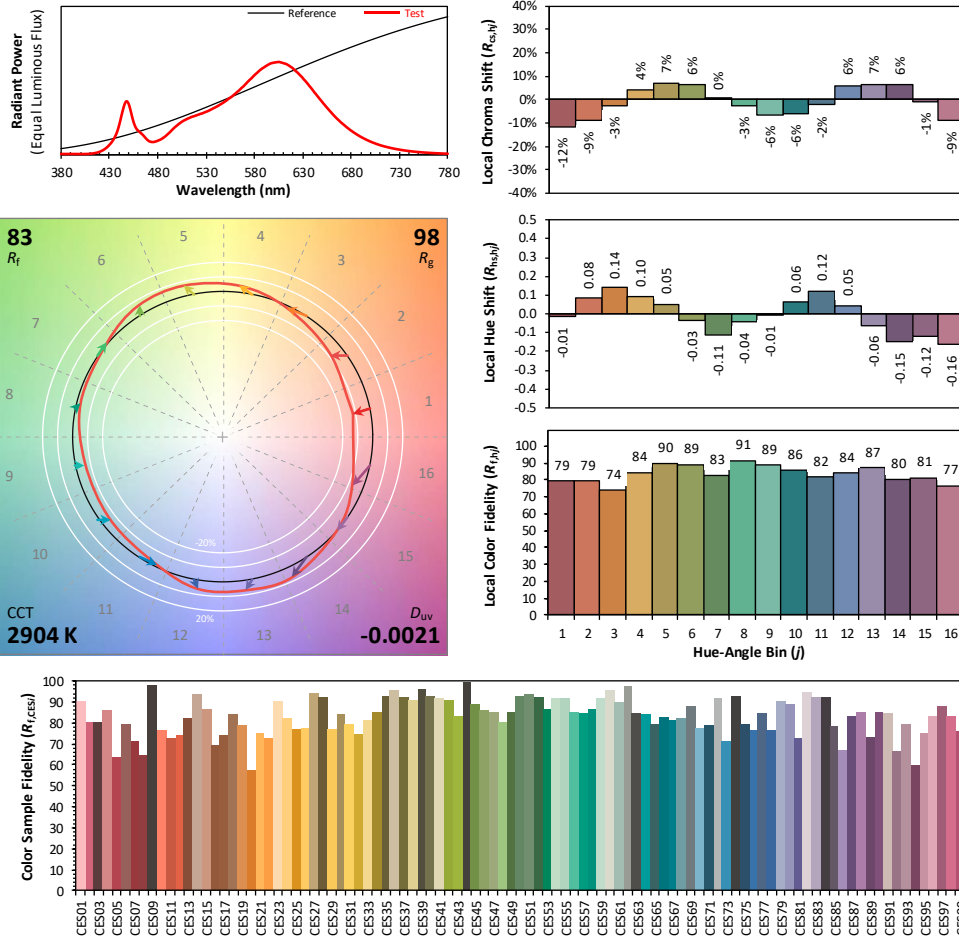 Reference
Test
Radiant Power
(Equal Luminous Flux)
380 430 480 530 580 630 680 730 780
Wavelength (nm)
Local Chroma Shift (Rcs,hj)
40%
30%
20%
10%
0%
-10%
-20%
-30%
-40%
-12% -9% -3% 4% 7% 6% 0% -3% -6% -6% -2% 6% 7% 6% -1% -9%
83
Rf
98
Rg
5 4
6 3
7 2
8 1
9 16
10 15
11 14
12 13
-20%
20%
CCT
2904 K
Duv
-0.0021
Local Hue Shift (Rhs,hj)
0.5
0.4
0.3
0.2
0.1
0.0
-0.1
-0.2
-0.3
-0.4
-0.5
-0.01 0.08 0.14 0.10 0.05 -0.03 -0.11 -0.04 -0.01 0.06 0.12 0.05 -0.06 -0.15 -0.12 -0.16
Local Color Fidelity (Rf,hj)
100
90
80
70
60
50
40
30
20
10
0
79 79 74 84 90 89 83 91 89 86 82 84 87 80 81 77
1 2 3 4 5 6 7 8 9 10 11 12 13 14 15 16
Hue-Angle Bin (j)
Color Sample Fidelity (Rf,CESi)
100
90
80
70
60
50
40
30
20
10
0
CES01 CES03 CES05 CES07 CES09 CES11 CES13 CES15 CES17 CES19 CES21 CES23 CES25 CES27 CES29 CES31 CES33 CES35 CES37 CES39 CES41 CES43 CES45 CES47 CES49 CES51 CES53 CES55 CES57 CES59 CES61 CES63 CES65 CES67 CES69 CES71 CES73 CES75 CES77 CES79 CES81 CES83 CES85 CES87 CES89 CES91 CES93 CES95 CES97